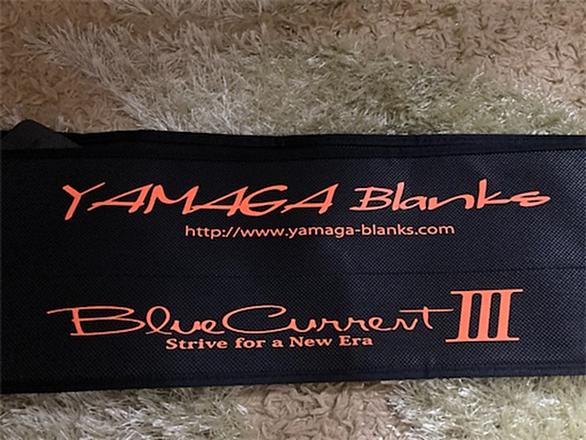 YAMAGA Blanks
http://www.yamaga-blanks.com
BlueCurrent III
Strive for a New Era